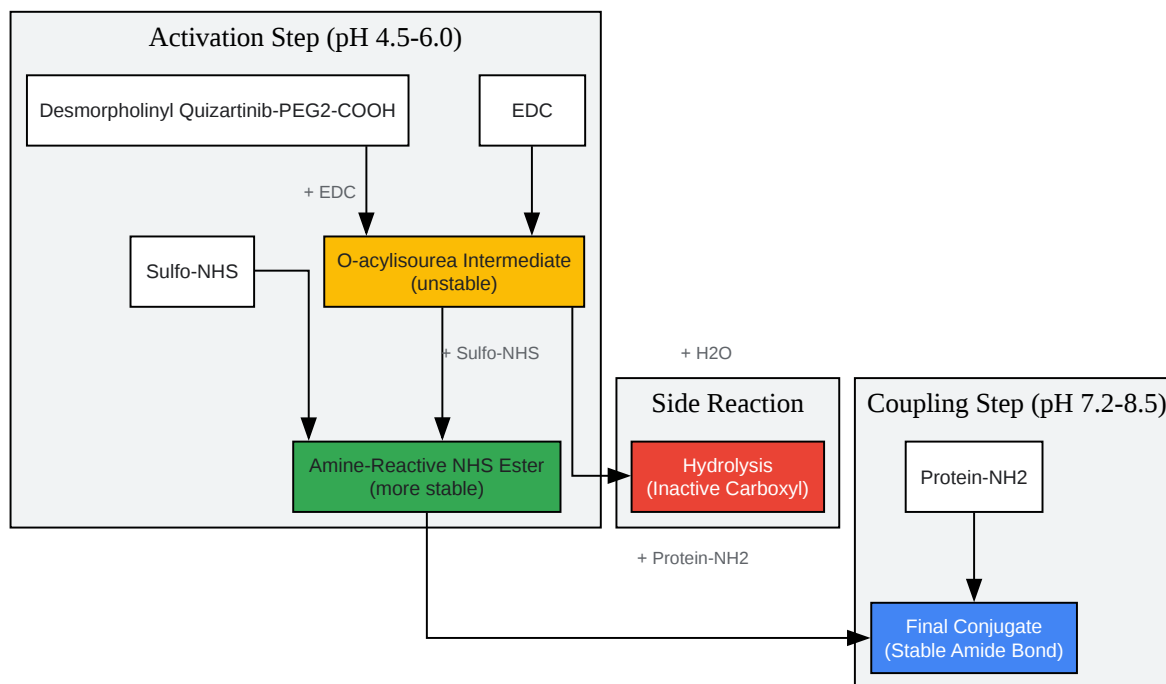 Activation Step (pH 4.5-6.0)
Desmorpholinyl Quizartinib-PEG2-COOH
EDC
+ EDC
Sulfo-NHS
O-acylisourea Intermediate
(unstable)
+ Sulfo-NHS
+ H2O
Side Reaction
Coupling Step (pH 7.2-8.5)
Amine-Reactive NHS Ester
(more stable)
Hydrolysis
(Inactive Carboxyl)
Protein-NH2
+ Protein-NH2
Final Conjugate
(Stable Amide Bond)